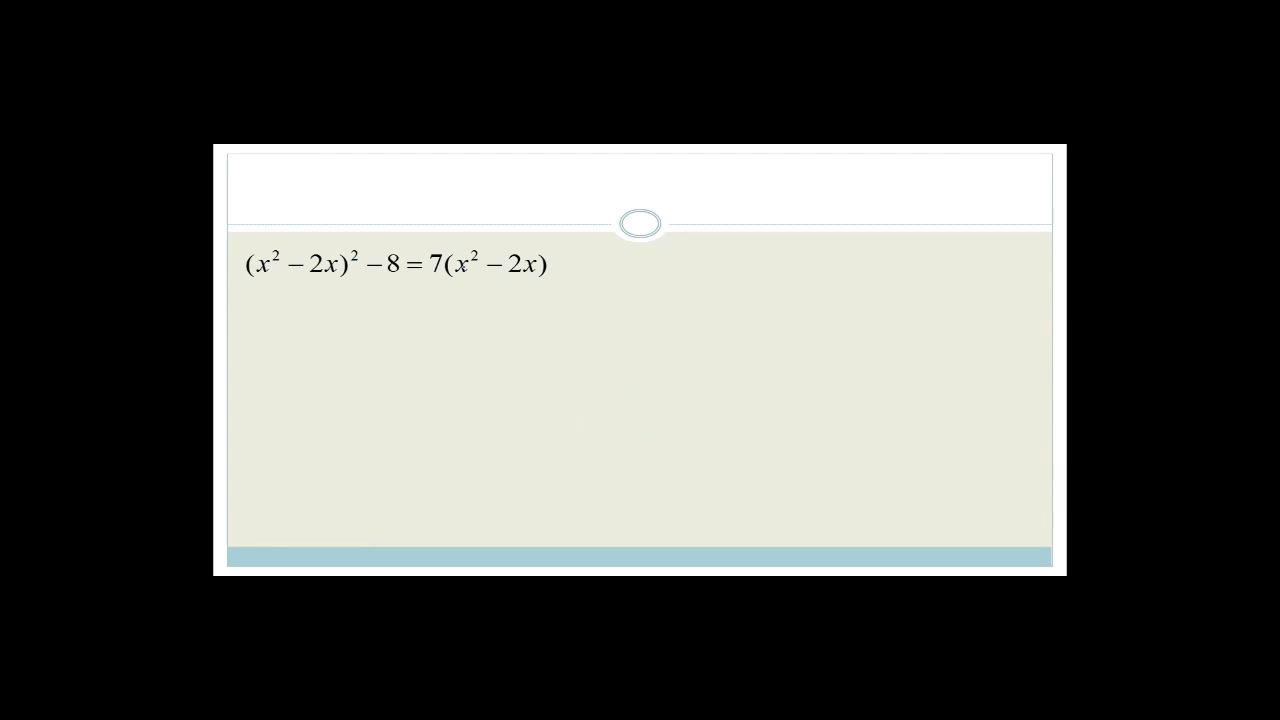 (x² − 2x)² − 8 = 7(x² − 2x)